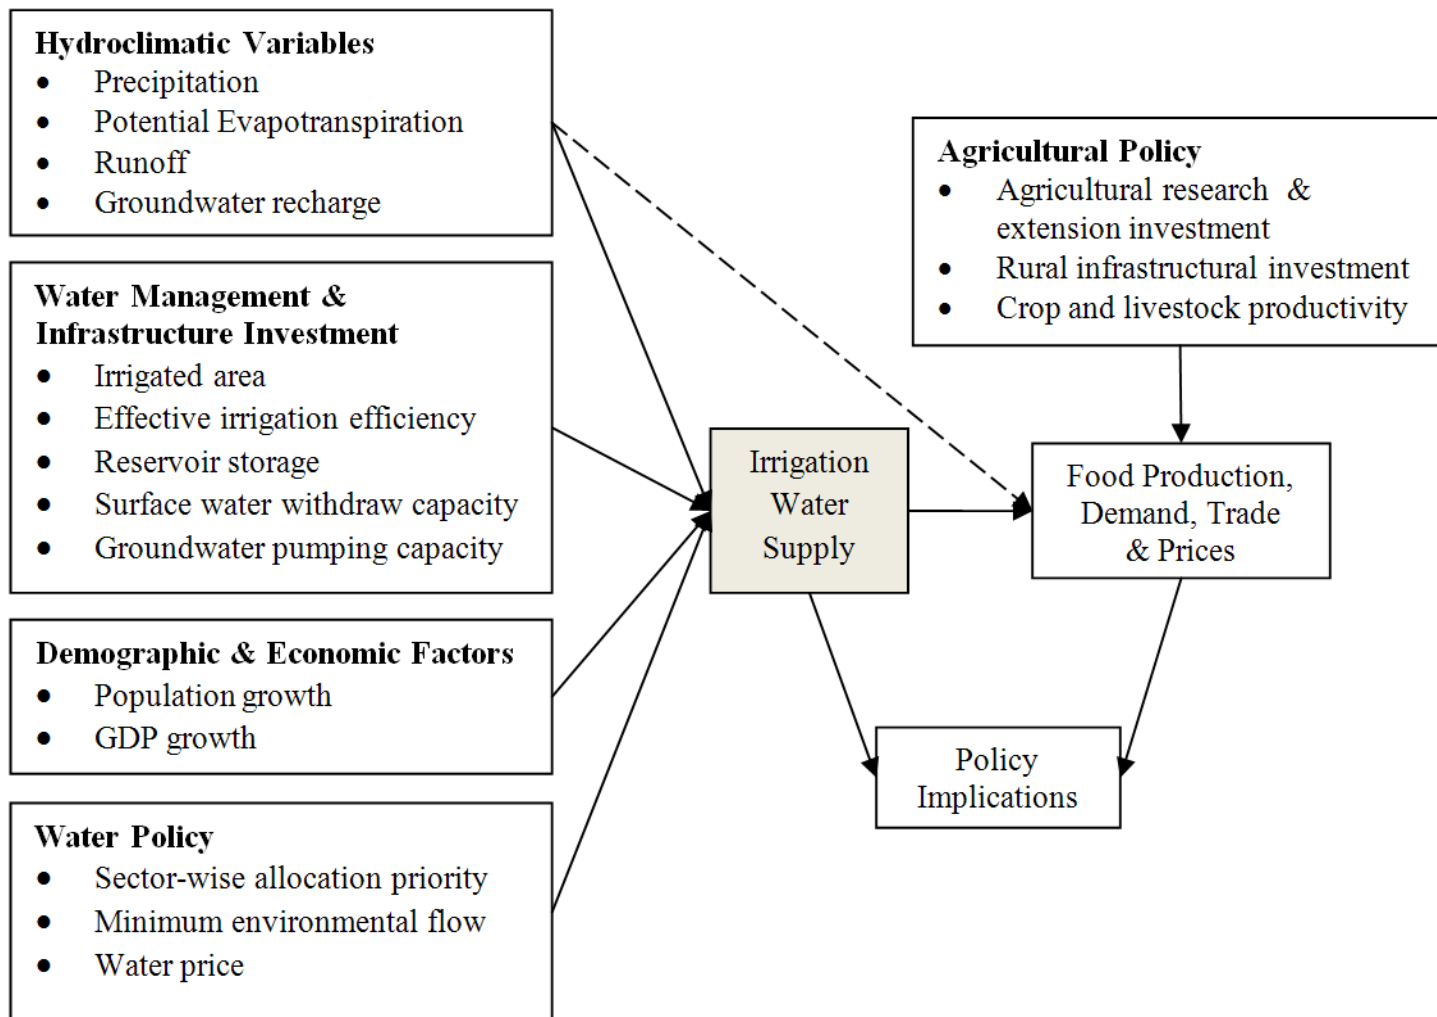 Hydroclimatic Variables
• Precipitation
• Potential Evapotranspiration
• Runoff
• Groundwater recharge
Water Management &
Infrastructure Investment
• Irrigated area
• Effective irrigation efficiency
• Reservoir storage
• Surface water withdraw capacity
• Groundwater pumping capacity
Demographic & Economic Factors
• Population growth
• GDP growth
Water Policy
• Sector-wise allocation priority
• Minimum environmental flow
• Water price
Irrigation
Water
Supply
Agricultural Policy
• Agricultural research &
extension investment
• Rural infrastructural investment
• Crop and livestock productivity
Food Production,
Demand, Trade
& Prices
Policy
Implications